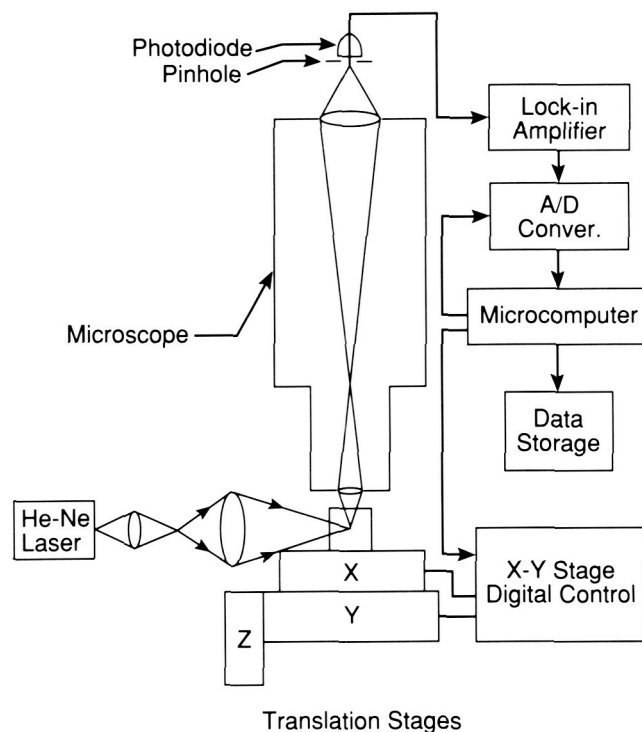 Photodiode
Pinhole
Lock-in
Amplifier
A/D
Conver.
Microscope
Microcomputer
Data
Storage
He-Ne
Laser
X
Y
Z
X-Y Stage
Digital Control
Translation Stages